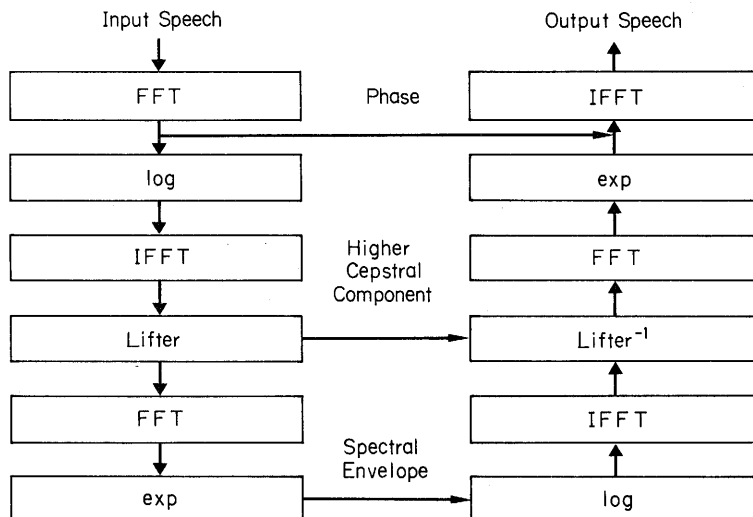 Input Speech
FFT
log
IFFT
Lifter
FFT
exp
Phase
Higher
Cepstral
Component
Spectral
Envelope
Output Speech
IFFT
exp
FFT
Lifter⁻¹
IFFT
log